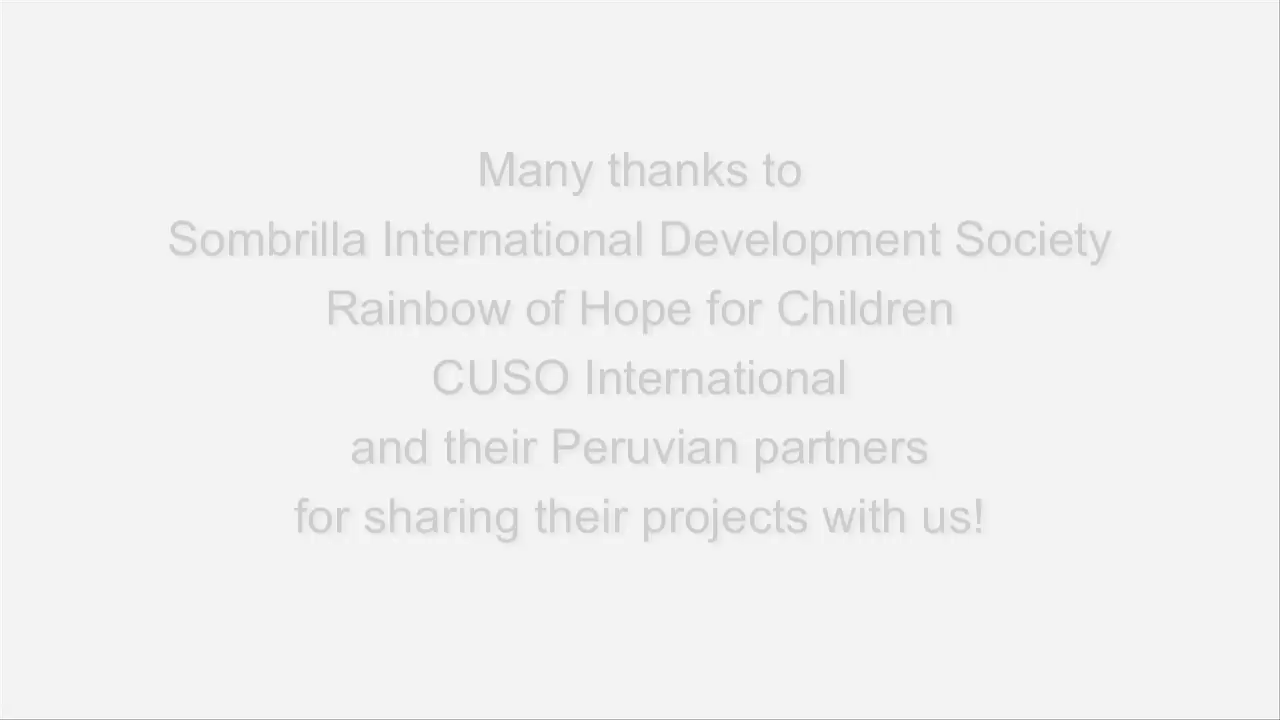 Many thanks to
Sombrilla International Development Society
Rainbow of Hope for Children
CUSO International
and their Peruvian partners
for sharing their projects with us!